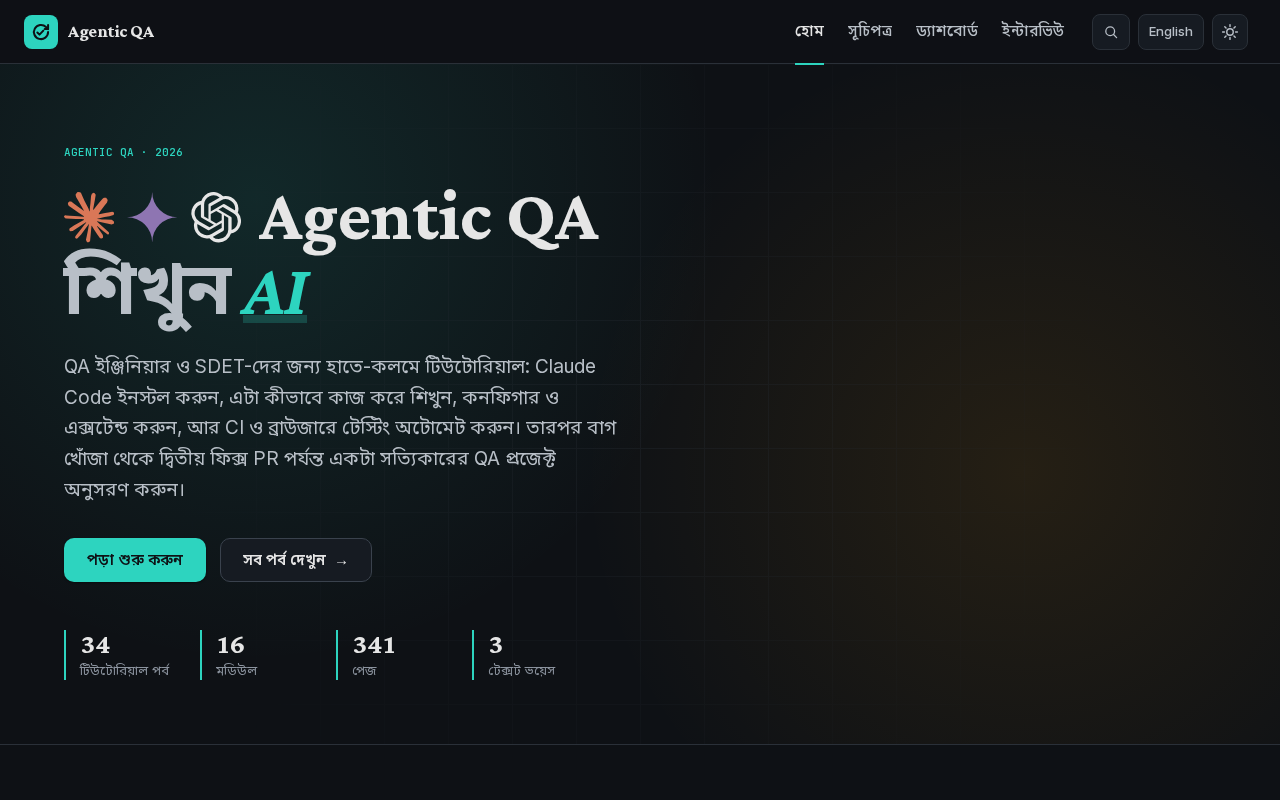 Agentic QA
হোম
সূচিপত্র
ড্যাশবোর্ড
ইন্টারভিউ
English
AGENTIC QA · 2026
Agentic QA
শিখুন AI
QA ইঞ্জিনিয়ার ও SDET-দের জন্য হাতে-কলমে টিউটোরিয়াল: Claude
Code ইনস্টল করুন, এটা কীভাবে কাজ করে শিখুন, কনফিগার ও
এক্সটেন্ড করুন, আর CI ও ব্রাউজারে টেস্টিং অটোমেট করুন। তারপর বাগ
খোঁজা থেকে দ্বিতীয় ফিক্স PR পর্যন্ত একটা সত্যিকারের QA প্রজেক্ট
অনুসরণ করুন।
পড়া শুরু করুন
সব পর্ব দেখুন →
34
টিউটোরিয়াল পর্ব
16
মডিউল
341
পেজ
3
টেক্সট ভয়েস